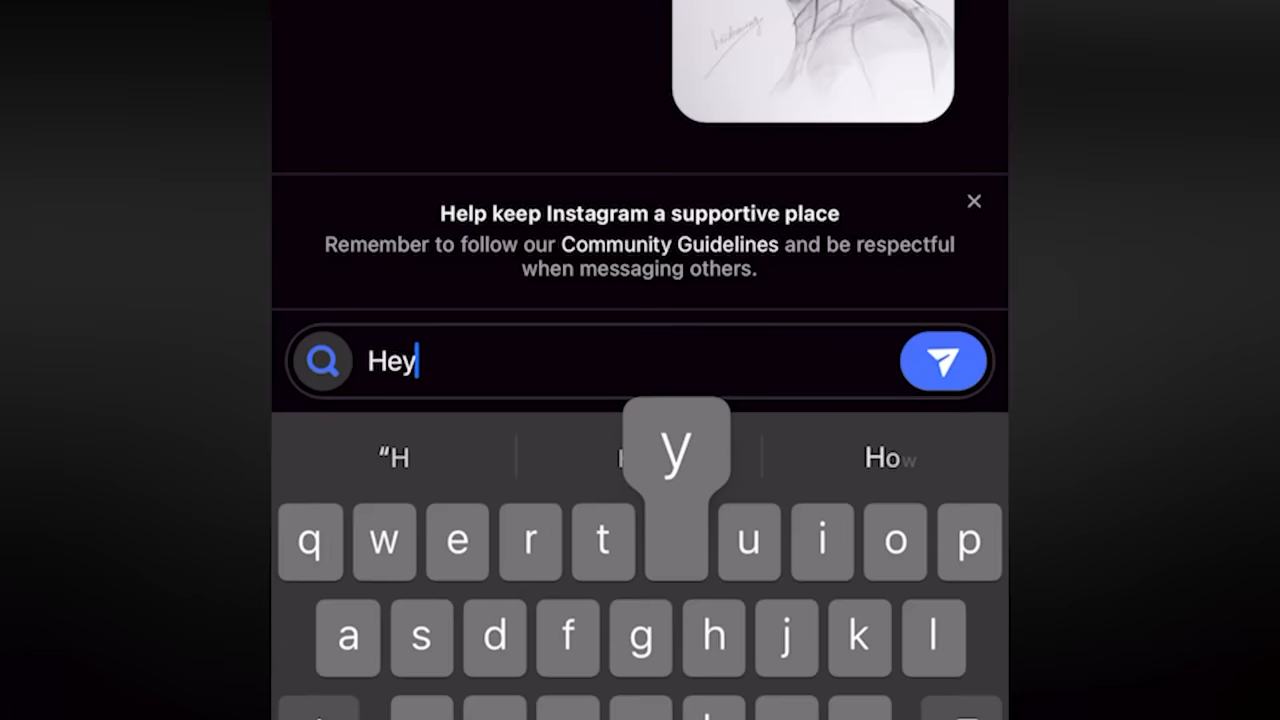 Help keep Instagram a supportive place
Remember to follow our Community Guidelines and be respectful
when messaging others.
Hey
“H
y
How
q w e r t u i o p
a s d f g h j k l